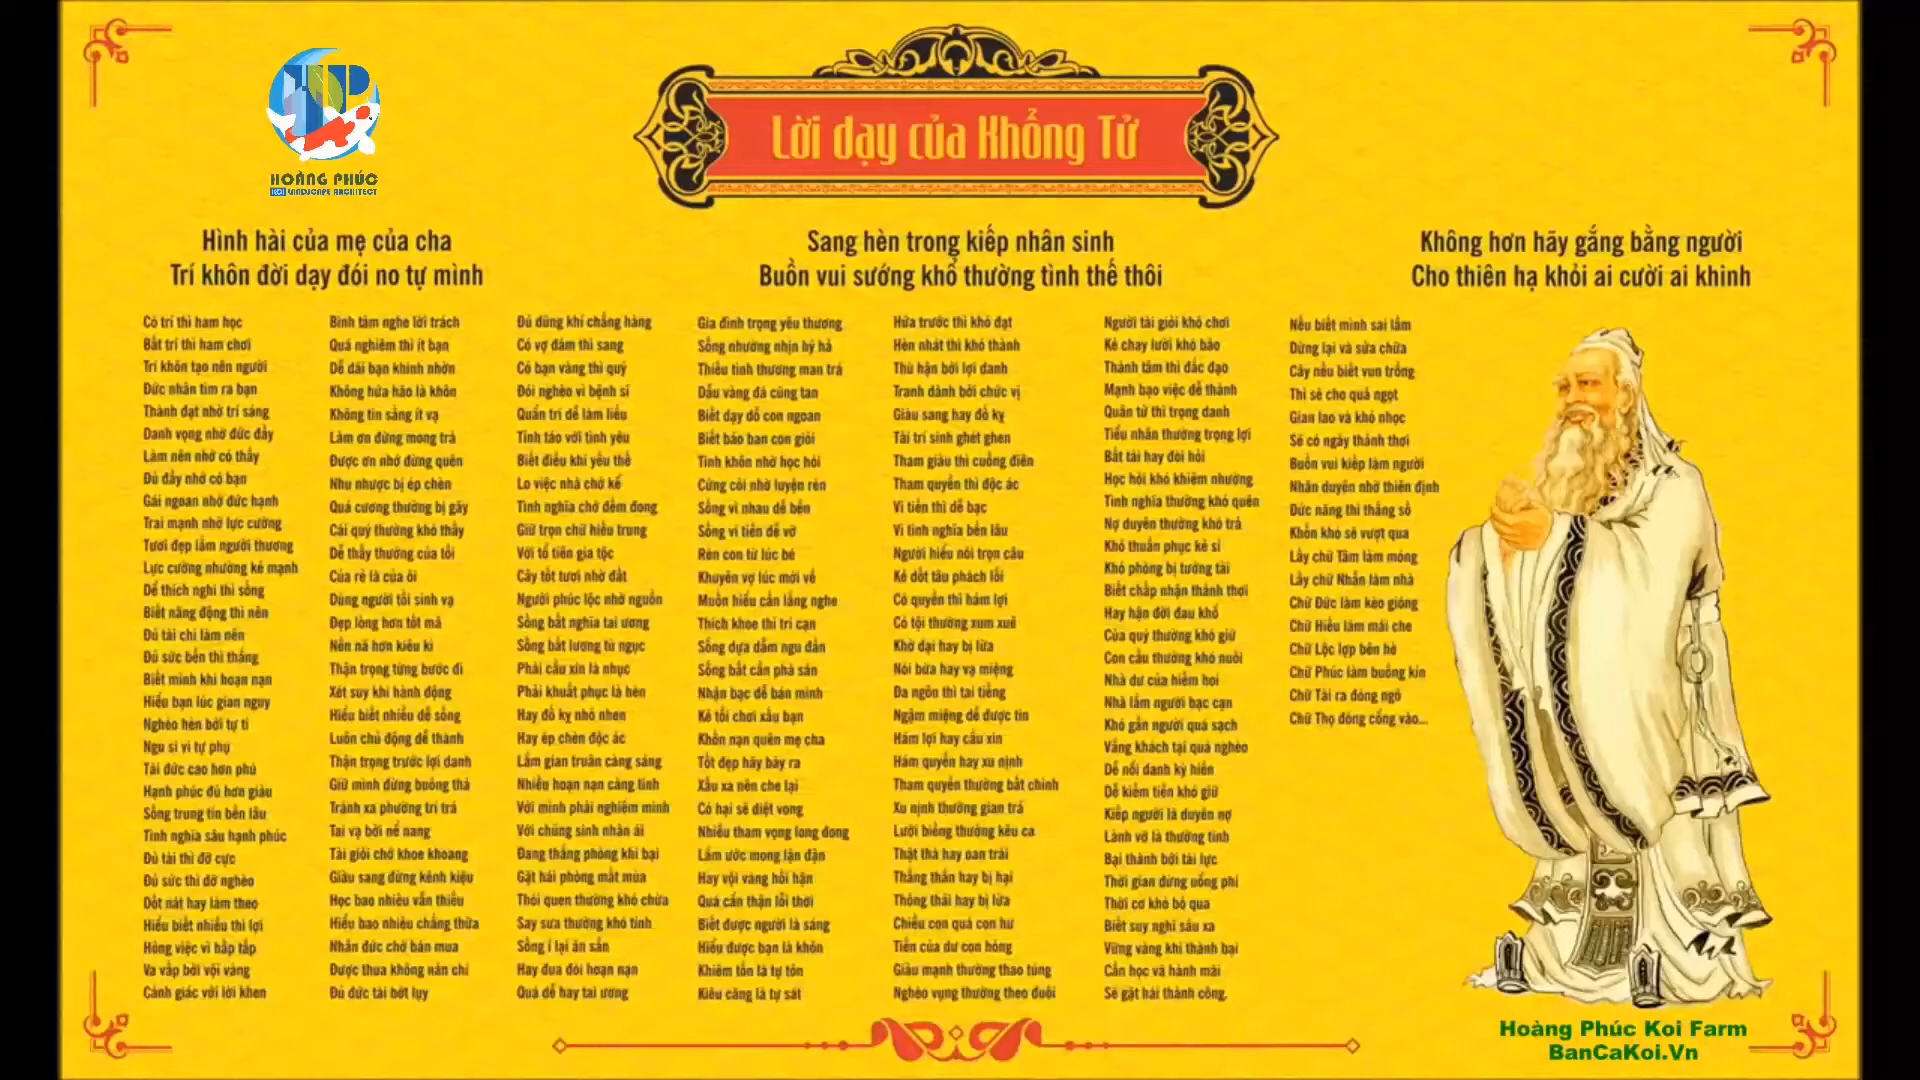 HOÀNG PHÚC
KOI LANDSCAPE ARCHITECT
Lời dạy của Khổng Tử
Hình hài của mẹ của cha
Trí khôn đời dạy đói no tự mình
Sang hèn trong kiếp nhân sinh
Buồn vui sướng khổ thường tình thế thôi
Không hơn hãy gắng bằng người
Cho thiên hạ khỏi ai cười ai khinh
Có trí thì ham học
Bất trí thì ham chơi
Trí khôn tạo nên người
Đức nhân tìm ra bạn
Thành đạt nhờ trí sáng
Danh vọng nhờ đức đầy
Làm nên nhờ có thầy
Đủ đầy nhờ có bạn
Gái ngoan nhờ đức hạnh
Trai mạnh nhờ lực cường
Tươi đẹp lắm người thương
Lực cường nhường kẻ mạnh
Dễ thích nghi thì sống
Biết năng động thì nên
Đủ tài chí làm nên
Đủ sức bền thì thắng
Biết mình khi hoạn nạn
Hiểu bạn lúc gian nguy
Nghèo hèn bởi tự ti
Ngu si vì tự phụ
Tài đức cao hơn phú
Hạnh phúc đủ hơn giàu
Sống trung tín bền lâu
Tình nghĩa sâu hạnh phúc
Đủ tài thì đỡ cực
Đủ sức thì đỡ nghèo
Dốt nát hay làm theo
Hiểu biết nhiều thì lợi
Hỏng việc vì hấp tấp
Va vấp bởi vội vàng
Cảnh giác với lời khen
Bình tâm nghe lời trách
Quá nghiêm thì ít bạn
Dễ dãi bạn khinh nhờn
Không hứa hão là khôn
Không tin sằng ít vạ
Làm ơn đừng mong trả
Được ơn nhớ đừng quên
Nhu nhược bị ép chèn
Quá cương thường bị gãy
Cái quý thường khó thấy
Dễ thấy thường của tồi
Của rẻ là của ôi
Dùng người tồi sinh vạ
Đẹp lòng hơn tốt mã
Nền nã hơn kiêu kì
Thận trọng từng bước đi
Xét suy khi hành động
Hiểu biết nhiều dễ sống
Luôn chủ động dễ thành
Thận trọng trước lợi danh
Giữ mình đừng buông thả
Tránh xa phường trí trá
Tai vạ bởi nể nang
Tài giỏi chớ khoe khoang
Giàu sang đừng kênh kiệu
Học bao nhiêu vẫn thiếu
Hiểu bao nhiêu chẳng thừa
Nhân đức chớ bán mua
Được thua không nản chí
Đủ đức tài bớt lụy
Đủ dũng khí chẳng hàng
Có vợ đảm thì sang
Có bạn vàng thì quý
Đói nghèo vì bệnh sĩ
Quẩn trí dễ làm liều
Tỉnh táo với tình yêu
Biết điều khi yếu thế
Lo việc nhà chớ kể
Tình nghĩa chớ đếm đong
Giữ trọn chữ hiếu trung
Với tổ tiên gia tộc
Cây tốt tươi nhờ đất
Người phúc lộc nhờ nguồn
Sống bất nghĩa tai ương
Sống bất lương tù ngục
Phải cầu xin là nhục
Phải khuất phục là hèn
Hay đố kỵ nhỏ nhen
Hay ép chèn độc ác
Lắm gian truân càng sáng
Nhiều hoạn nạn càng tinh
Với mình phải nghiêm minh
Với chúng sinh nhân ái
Đang thắng phòng khi bại
Gặt hái phòng mất mùa
Thói quen thường khó chừa
Say sưa thường khó tỉnh
Sống ỉ lại ăn sẵn
Hay đua đòi hoạn nạn
Quá dễ hay tai ương
Gia đình trọng yêu thương
Sống nhường nhịn hỷ hả
Thiếu tình thương man trá
Dẫu vàng đá cũng tan
Biết dạy dỗ con ngoan
Biết bảo ban con giỏi
Tinh khôn nhờ học hỏi
Cứng cỏi nhờ luyện rèn
Sống vì nhau dễ bền
Sống vì tiền dễ vỡ
Rèn con từ lúc bé
Khuyên vợ lúc mới về
Muốn hiểu cần lắng nghe
Thích khoe thì trí cạn
Sống dựa dẫm ngu đần
Sống bất cần phá sản
Nhận bạc dễ bán mình
Kẻ tồi chơi xấu bạn
Khốn nạn quên mẹ cha
Tốt đẹp hãy bày ra
Xấu xa nên che lại
Có hại sẽ diệt vong
Nhiều tham vọng long đong
Lắm ước mong lận đận
Hay vội vàng hối hận
Quá cẩn thận lỗi thời
Biết được người là sáng
Hiểu được bạn là khôn
Khiêm tốn là tự tôn
Kiêu căng là tự sát
Hứa trước thì khó đạt
Hèn nhát thì khó thành
Thù hận bởi lợi danh
Tranh dành bởi chức vị
Giàu sang hay đố kỵ
Tài trí sinh ghét ghen
Tham giàu thì cuồng điên
Tham quyền thì độc ác
Vì tiền thì dễ bạc
Vì tình nghĩa bền lâu
Người hiểu nói trọn câu
Kẻ dốt tâu phách lối
Có quyền thì hám lợi
Có tội thường xum xuê
Khờ dại hay bị lừa
Nói bừa hay vạ miệng
Đa ngôn thì tai tiếng
Ngậm miệng dễ được tin
Hám lợi hay cầu xin
Hám quyền hay xu nịnh
Tham quyền thường bất chính
Xu nịnh thường gian trá
Lười biếng thường kêu ca
Thật thà hay oan trái
Thẳng thắn hay bị hại
Thông thái hay bị lừa
Chiều con quá con hư
Tiền của dư con hỏng
Giàu mạnh thường thao túng
Nghèo vụng thường theo đuôi
Người tài giỏi khó chơi
Kẻ chay lười khó bảo
Thành tâm thì đắc đạo
Mạnh bạo việc dễ thành
Quân tử thì trọng danh
Tiểu nhân thường trọng lợi
Bất tài hay đòi hỏi
Học hỏi khó khiêm nhường
Tình nghĩa thường khó quên
Nợ duyên thường khó trả
Khó thuần phục kẻ sĩ
Khó phòng bị tướng tài
Biết chấp nhận thảnh thơi
Hay hận đời đau khổ
Của quý thường khó giữ
Con cầu thường khó nuôi
Nhà dư của hiếm hoi
Nhà lắm người bạc cạn
Khó gần người quá sạch
Vắng khách tại quá nghèo
Dễ nổi danh kỳ hiền
Dễ kiếm tiền khó giữ
Kiếp người là duyên nợ
Lành vỡ là thường tình
Bại thành bởi tài lực
Thời gian đừng uổng phí
Thời cơ khó bỏ qua
Biết suy nghĩ sâu xa
Vững vàng khi thành bại
Cần học và hành mãi
Sẽ gặt hái thành công.
Nếu biết mình sai lầm
Dừng lại và sửa chữa
Cây nếu biết vun trồng
Thì sẽ cho quả ngọt
Gian lao và khó nhọc
Sẽ có ngày thảnh thơi
Buồn vui kiếp làm người
Nhân duyên nhờ thiên định
Đức năng thì thắng số
Khốn khó sẽ vượt qua
Lấy chữ Tâm làm móng
Lấy chữ Nhẫn làm nhà
Chữ Đức làm kèo gióng
Chữ Hiếu làm mái che
Chữ Lộc lợp bên hè
Chữ Phúc làm buồng kín
Chữ Tài ra đóng ngõ
Chữ Thọ đóng cổng vào...
Hoàng Phúc Koi Farm
BanCaKoi.Vn